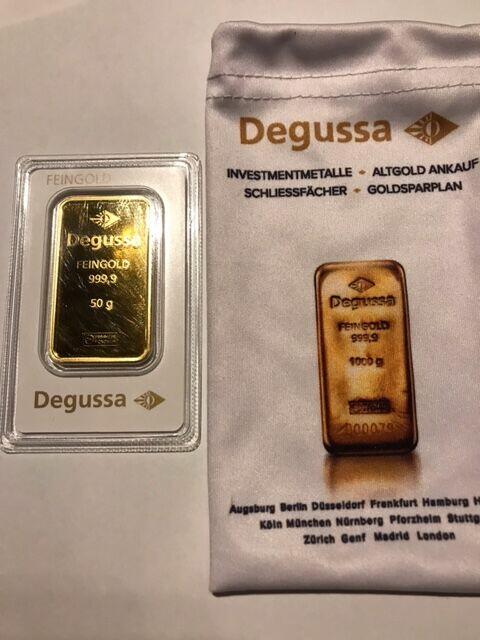 FEINGOLD
Degussa
FEINGOLD
999,9
50 g
Degussa
Degussa
INVESTMENTMETALLE ALTGOLD ANKAUF
SCHLIESSFÄCHER GOLDSPARPLAN
Degussa
FEINGOLD
999,9
1000 g
Augsburg Berlin Düsseldorf Frankfurt Hamburg H
Köln München Nürnberg Pforzheim Stuttg
Zürich Genf Madrid London